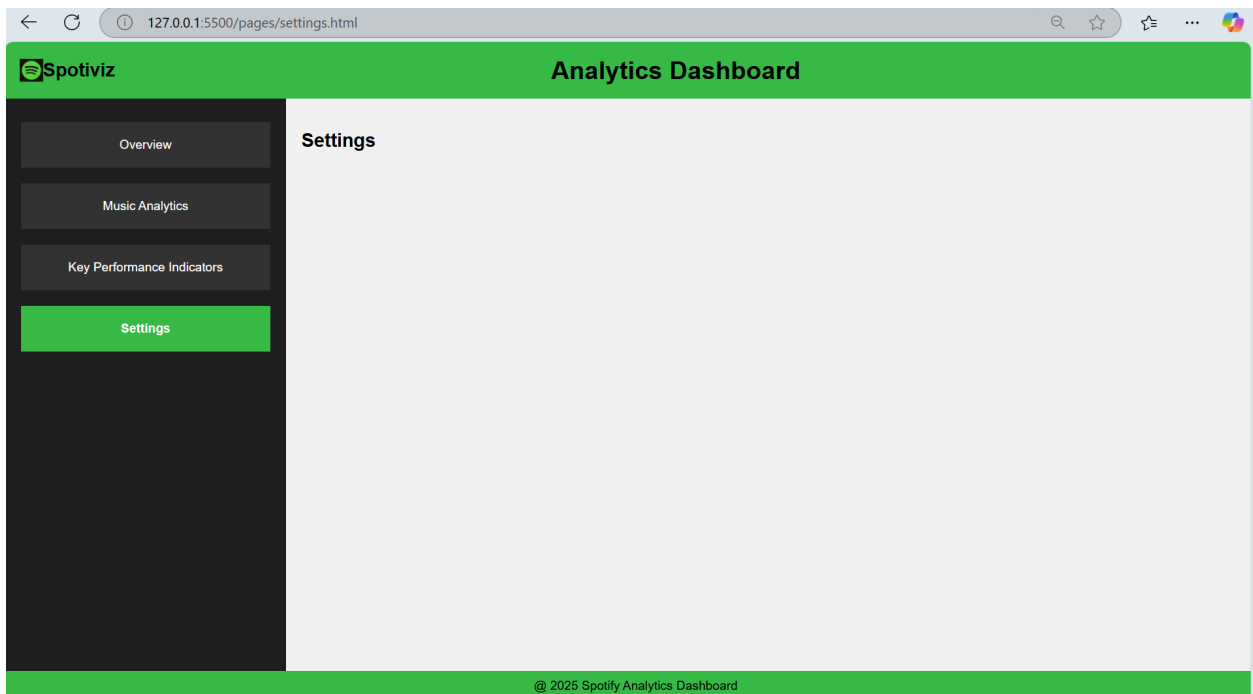 127.0.0.1:5500/pages/settings.html
Spotiviz
Analytics Dashboard
Overview
Settings
Music Analytics
Key Performance Indicators
Settings
@ 2025 Spotify Analytics Dashboard